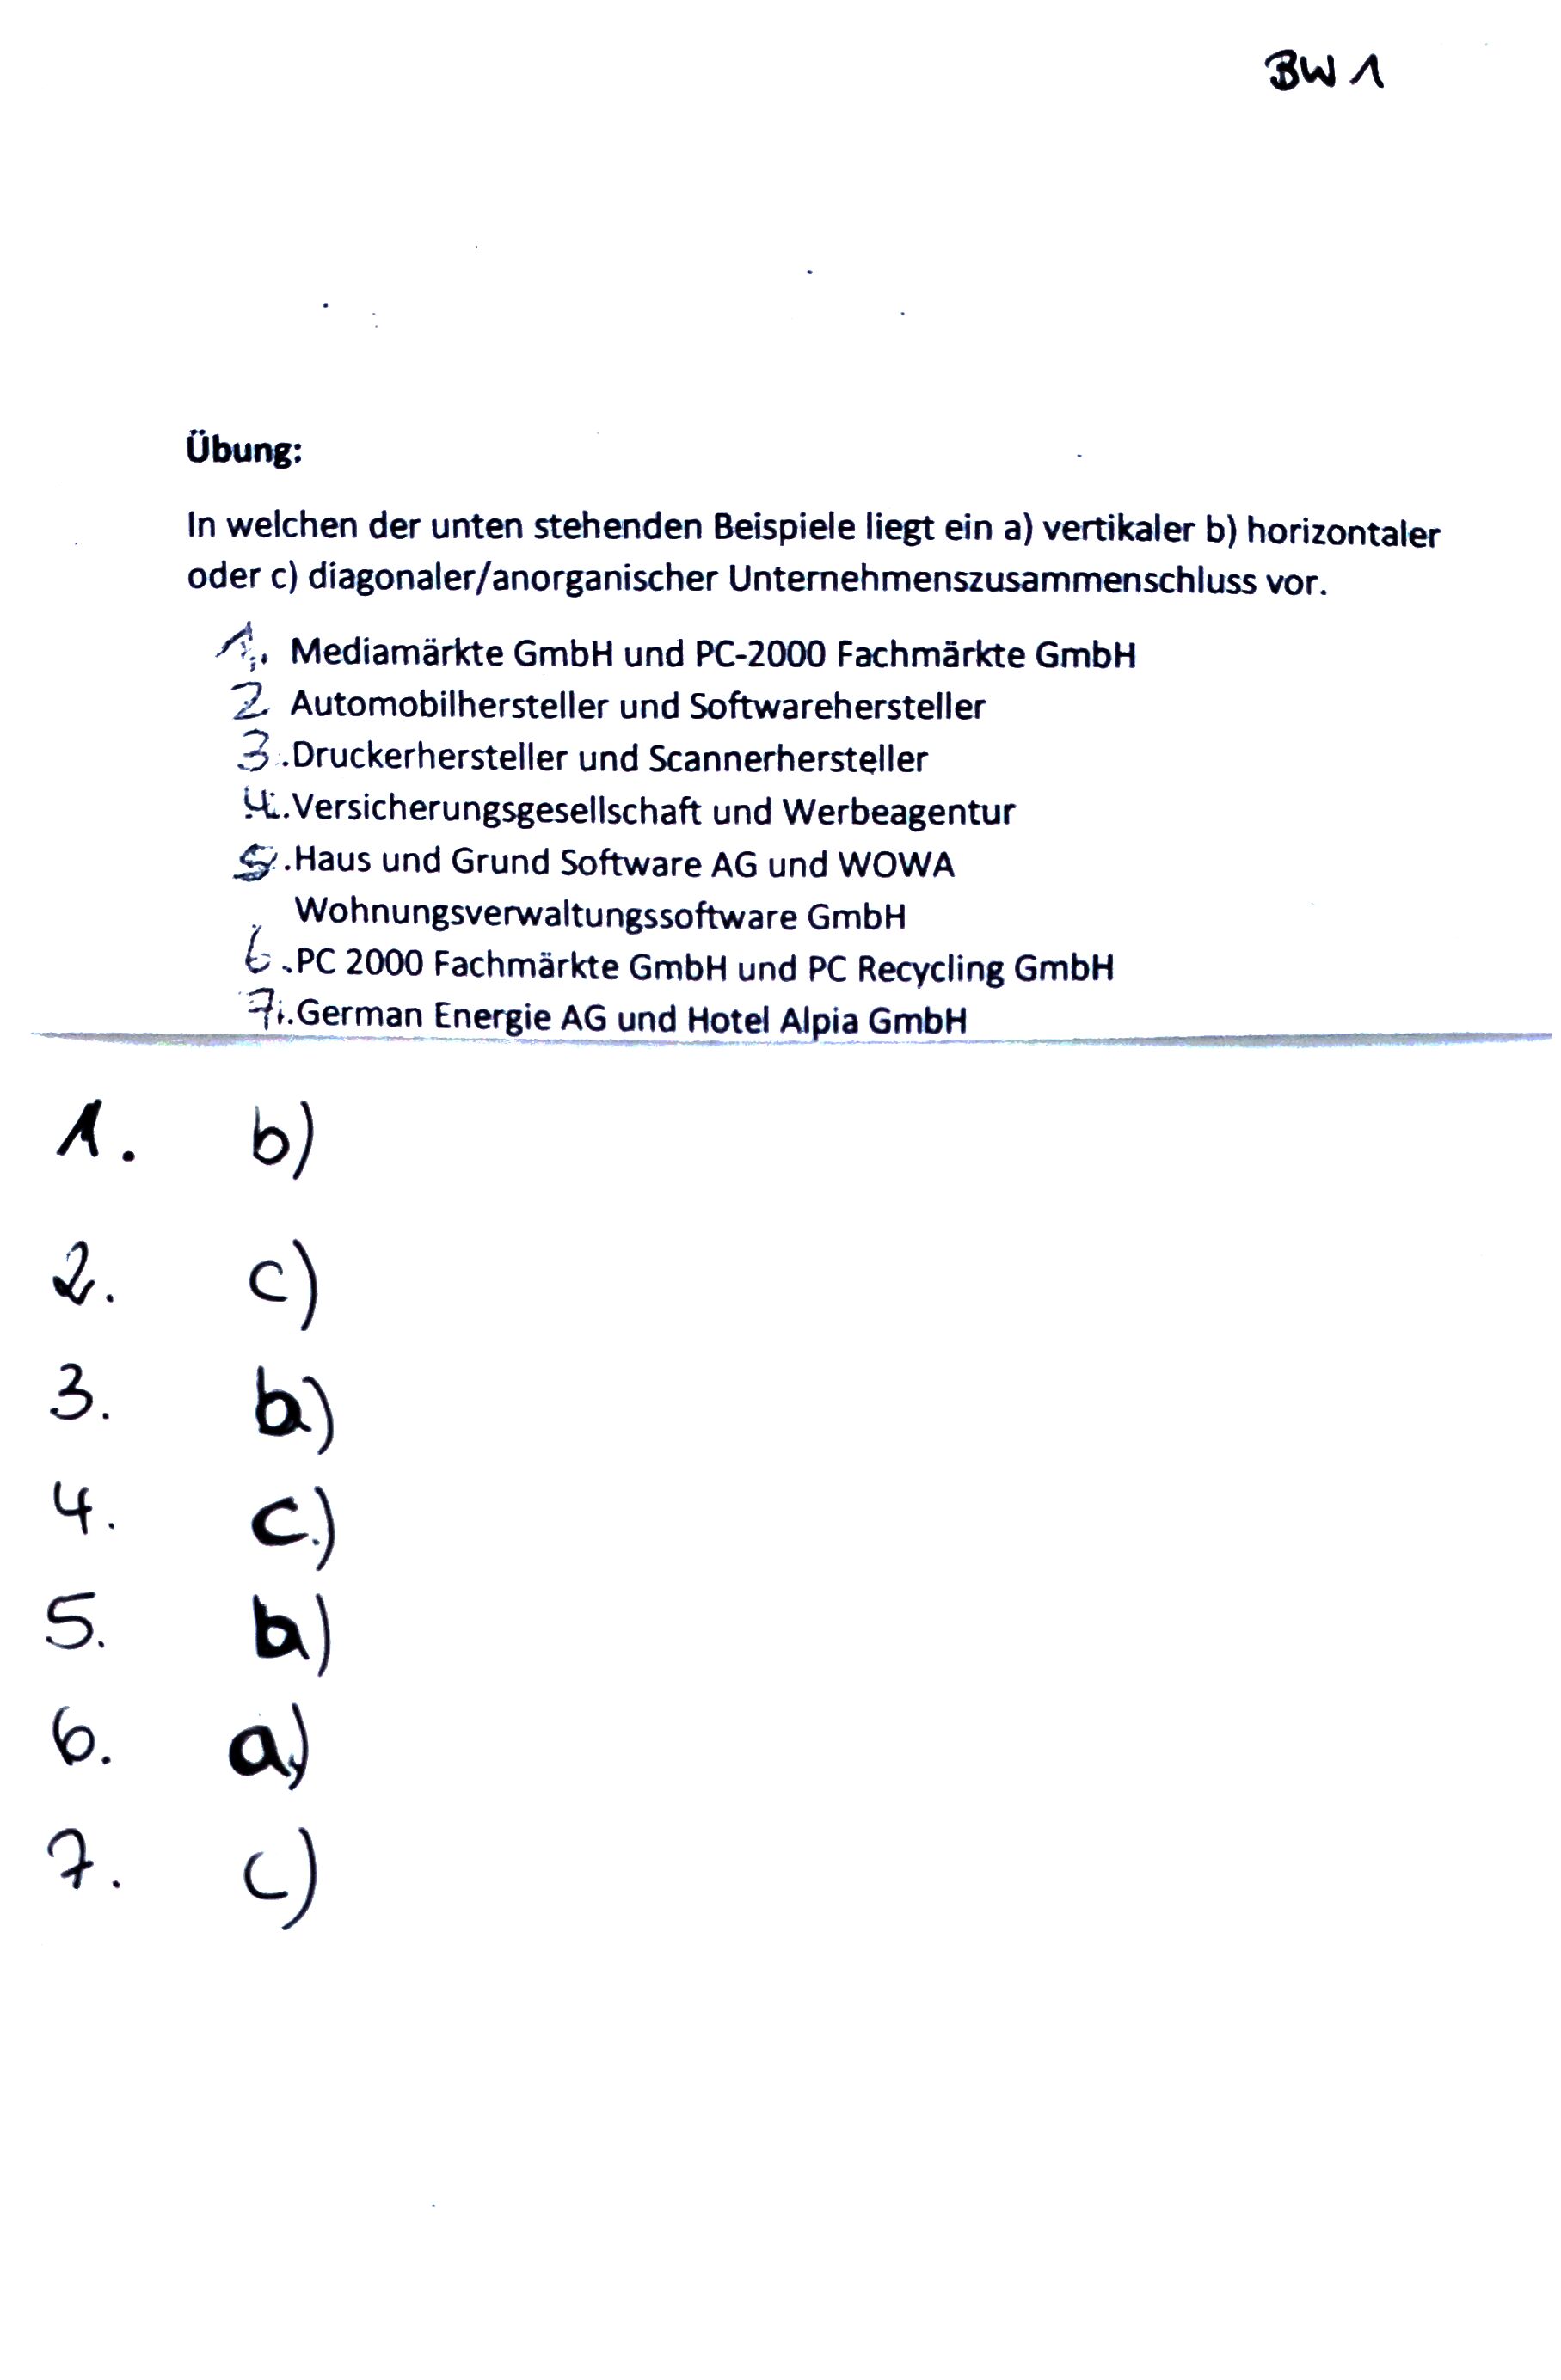 BW 1
Übung:
In welchen der unten stehenden Beispiele liegt ein a) vertikaler b) horizontaler
oder c) diagonaler/anorganischer Unternehmenszusammenschluss vor.
1. Mediamärkte GmbH und PC-2000 Fachmärkte GmbH
2 Automobilhersteller und Softwarehersteller
3. Druckerhersteller und Scannerhersteller
4. Versicherungsgesellschaft und Werbeagentur
5. Haus und Grund Software AG und WOWA
Wohnungsverwaltungssoftware GmbH
6. PC 2000 Fachmärkte GmbH und PC Recycling GmbH
7. German Energie AG und Hotel Alpia GmbH
1. b)
2. c)
3. b)
4. c)
5. b)
6. a)
7. c)